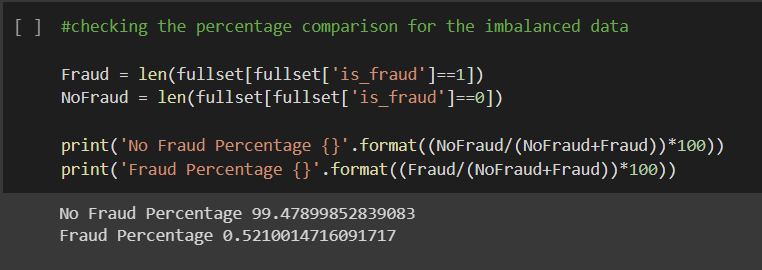 [ ] #checking the percentage comparison for the imbalanced data
Fraud = len(fullset[fullset['is_fraud']==1])
NoFraud = len(fullset[fullset['is_fraud']==0])
print('No Fraud Percentage {}'.format((NoFraud/(NoFraud+Fraud))*100))
print('Fraud Percentage {}'.format((Fraud/(NoFraud+Fraud))*100))
No Fraud Percentage 99.47899852839083
Fraud Percentage 0.5210014716091717